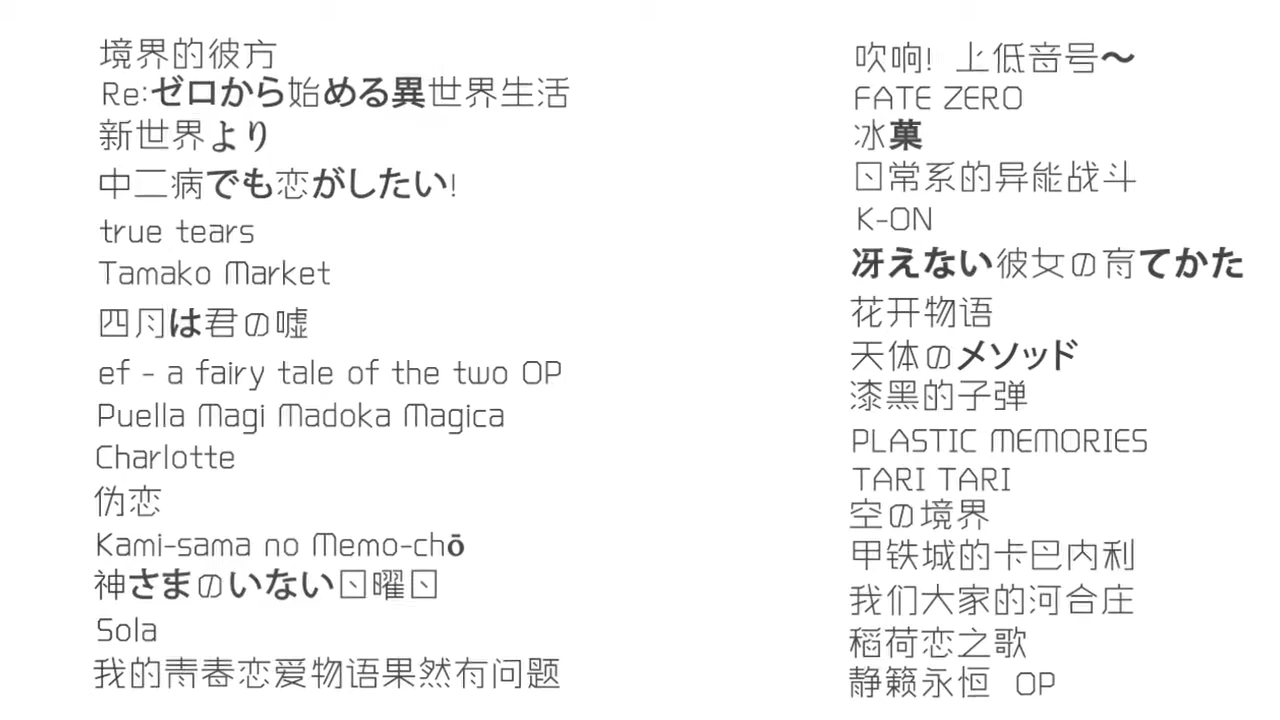 境界的彼方
Re:ゼロから始める異世界生活
新世界より
中二病でも恋がしたい!
true tears
Tamako Market
四月は君の嘘
ef - a fairy tale of the two OP
Puella Magi Madoka Magica
Charlotte
伪恋
Kami-sama no Memo-chō
神さまのいない日曜日
Sola
我的青春恋爱物语果然有问题
吹响! 上低音号～
FATE ZERO
冰菓
日常系的异能战斗
K-ON
冴えない彼女の育てかた
花开物语
天体のメソッド
漆黑的子弹
PLASTIC MEMORIES
TARI TARI
空の境界
甲铁城的卡巴内利
我们大家的河合庄
稻荷恋之歌
静籁永恒 OP